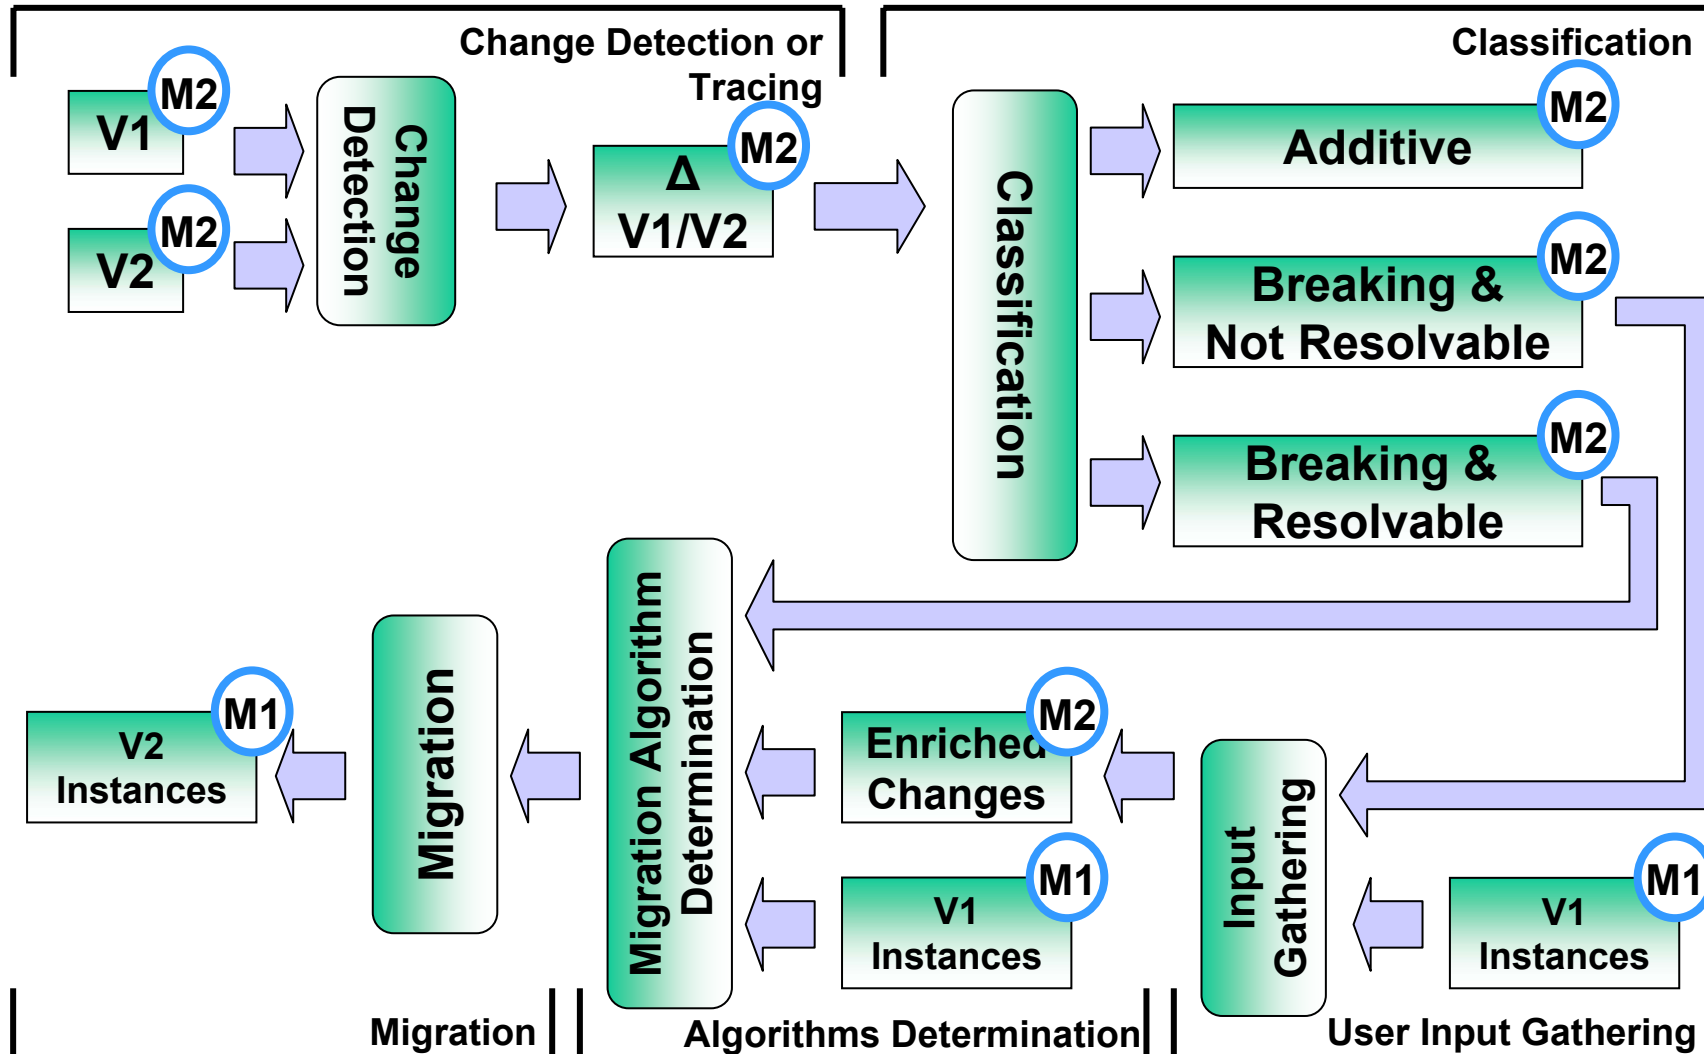 Change Detection or
Tracing
Classification
V1
M2
V2
M2
Change
Detection
Δ
V1/V2
M2
Classification
Additive
M2
Breaking &
Not Resolvable
M2
Breaking &
Resolvable
M2
V2
Instances
M1
Migration
Migration Algorithm
Determination
Enriched
Changes
M2
V1
Instances
M1
Input
Gathering
V1
Instances
M1
Migration
Algorithms Determination
User Input Gathering